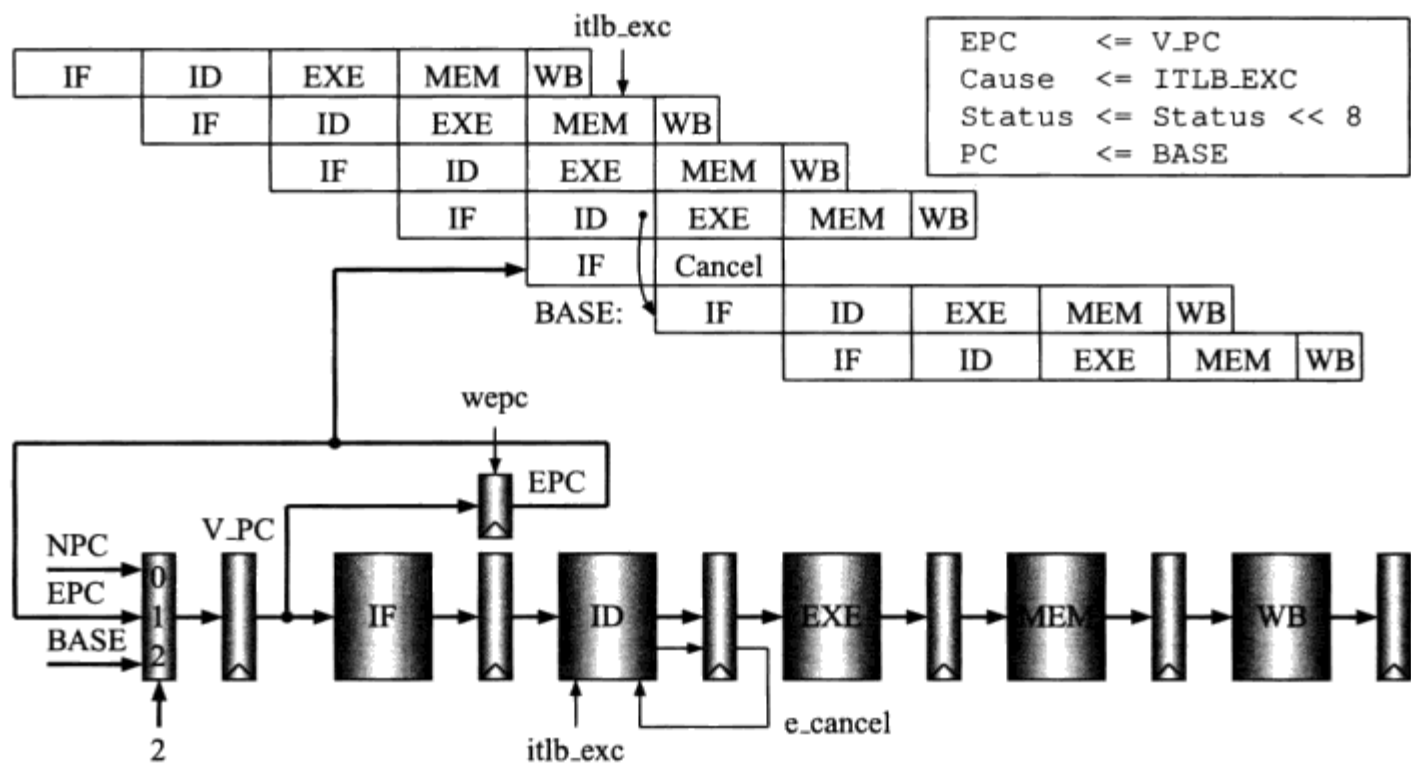 itlb_exc
IF ID EXE MEM WB
IF ID EXE MEM WB
IF ID EXE MEM WB
IF ID EXE MEM WB
IF Cancel
BASE: IF ID EXE MEM WB
IF ID EXE MEM WB
EPC <= V_PC
Cause <= ITLB_EXC
Status <= Status << 8
PC <= BASE
wepc
EPC
V_PC
NPC
EPC
BASE
0
1
2
IF ID EXE MEM WB
2
itlb_exc
e_cancel